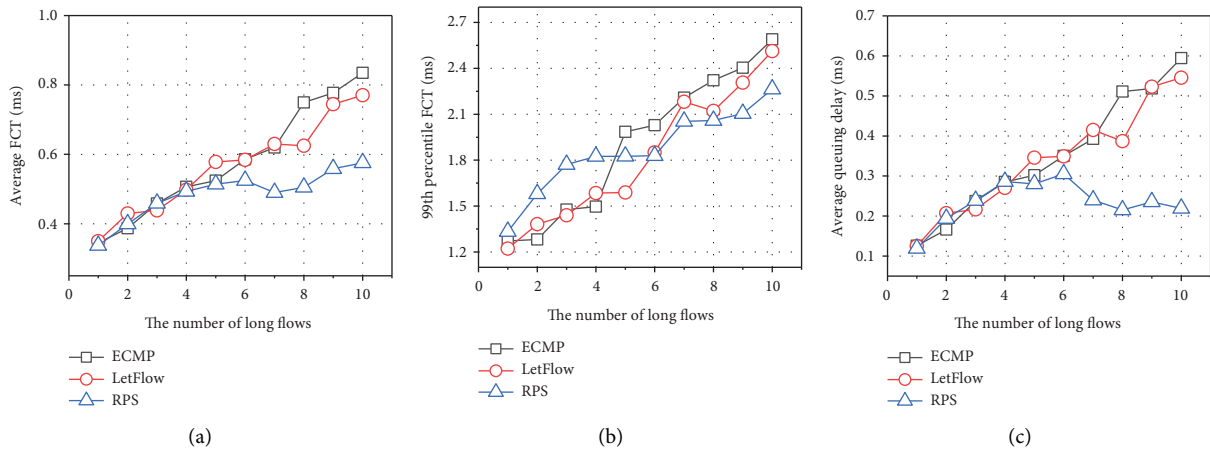 1.0
0.8
0.6
0.4
Average FCT (ms)
0 2 4 6 8 10
The number of long flows
ECMP
LetFlow
RPS
(a)
2.7
2.4
2.1
1.8
1.5
1.2
99th percentile FCT (ms)
0 2 4 6 8 10
The number of long flows
ECMP
LetFlow
RPS
(b)
0.7
0.6
0.5
0.4
0.3
0.2
0.1
Average queuing delay (ms)
0 2 4 6 8 10
The number of long flows
ECMP
LetFlow
RPS
(c)